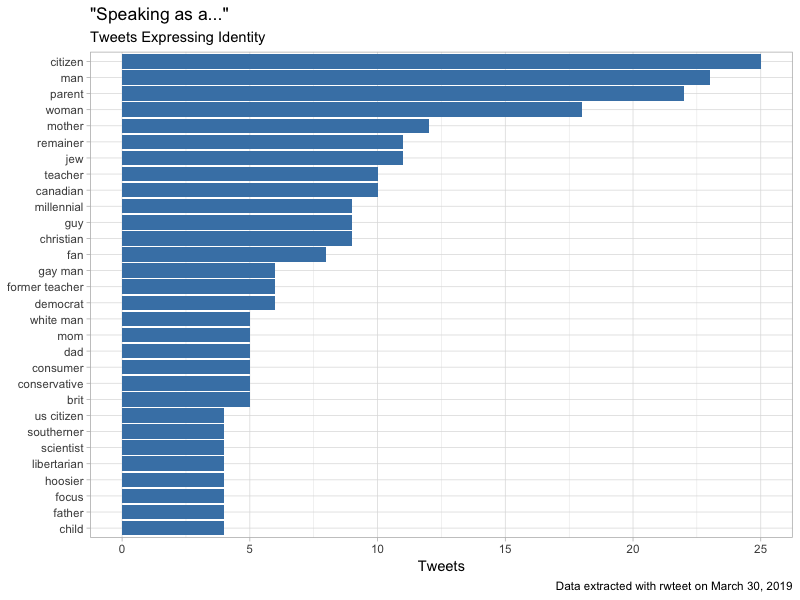 "Speaking as a..."
Tweets Expressing Identity
citizen
man
parent
woman
mother
remainer
jew
teacher
canadian
millennial
guy
christian
fan
gay man
former teacher
democrat
white man
mom
dad
consumer
conservative
brit
us citizen
southerner
scientist
libertarian
hoosier
focus
father
child
0 5 10 15 20 25
Tweets
Data extracted with rwteet on March 30, 2019